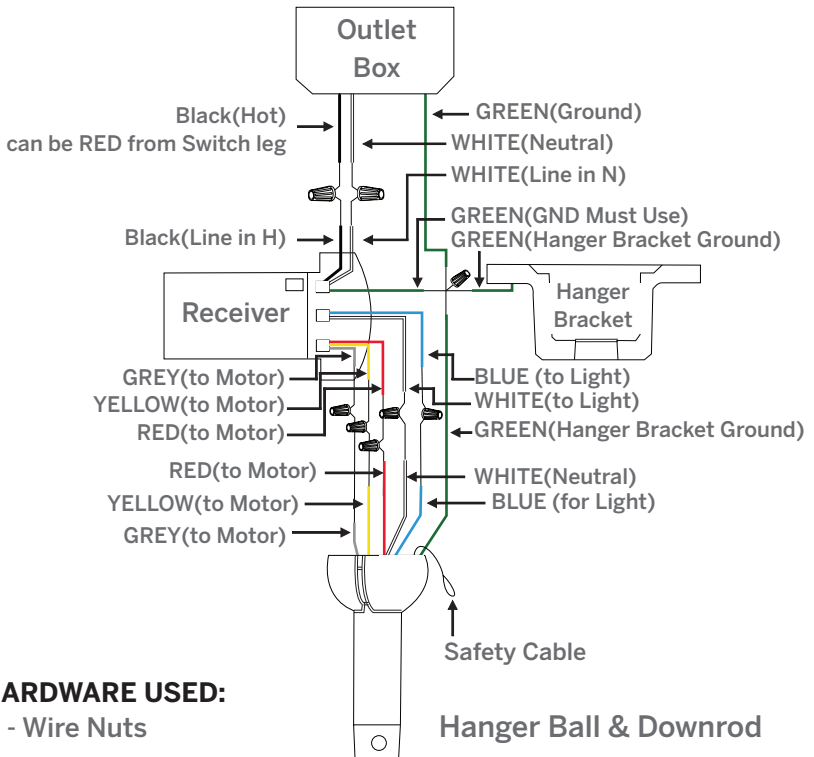 Outlet
Box
Black(Hot)
can be RED from Switch leg
GREEN(Ground)
WHITE(Neutral)
WHITE(Line in N)
GREEN(GND Must Use)
GREEN(Hanger Bracket Ground)
Black(Line in H)
Receiver
Hanger
Bracket
GREY(to Motor)
YELLOW(to Motor)
RED(to Motor)
BLUE (to Light)
WHITE(to Light)
GREEN(Hanger Bracket Ground)
RED(to Motor)
YELLOW(to Motor)
GREY(to Motor)
WHITE(Neutral)
BLUE (for Light)
Safety Cable
ARDWARE USED:
- Wire Nuts
Hanger Ball & Downrod